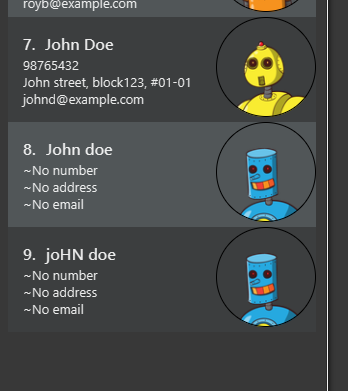 royb@example.com
7. John Doe
98765432
John street, block123, #01-01
johnd@example.com
8. John doe
~No number
~No address
~No email
9. joHN doe
~No number
~No address
~No email